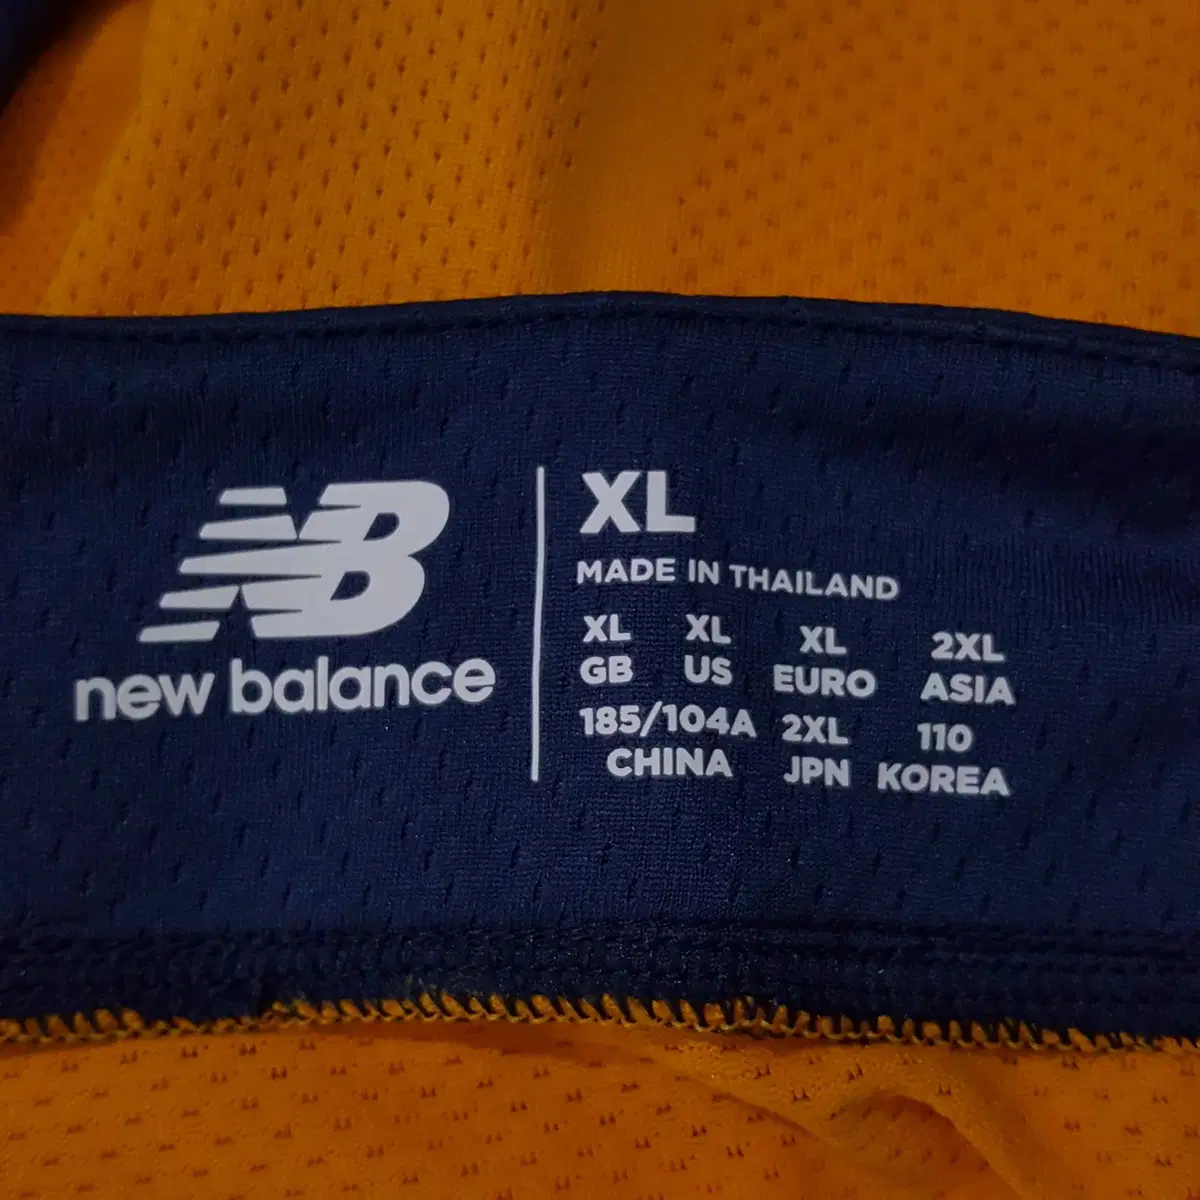 NB
new balance
XL
MADE IN THAILAND
XL XL XL 2XL
GB US EURO ASIA
185/104A 2XL 110
CHINA JPN KOREA